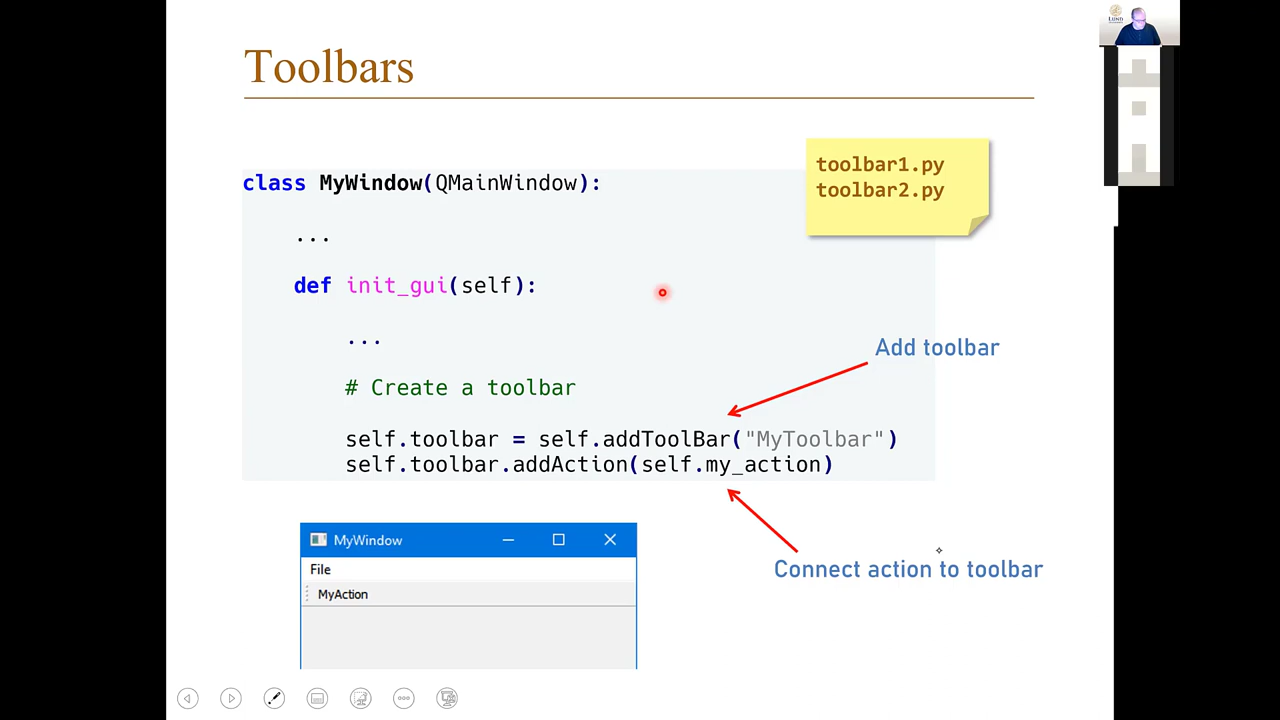 LUND
Toolbars
toolbar1.py
toolbar2.py
class MyWindow(QMainWindow):
...
def init_gui(self):
...
Add toolbar
# Create a toolbar
self.toolbar = self.addToolBar("MyToolbar")
self.toolbar.addAction(self.my_action)
MyWindow
File
MyAction
Connect action to toolbar